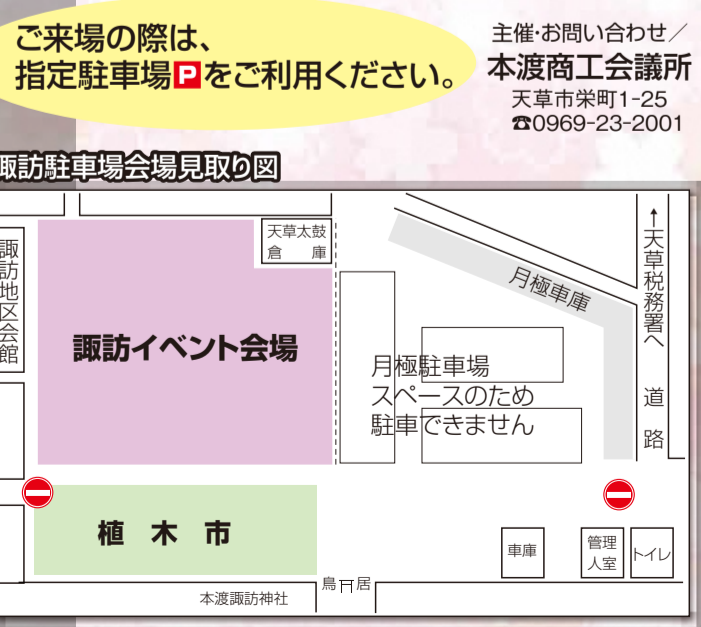 ご来場の際は、
指定駐車場Pをご利用ください。
主催・お問い合わせ／
本渡商工会議所
天草市栄町1-25
☎0969-23-2001
諏訪駐車場会場見取り図
諏訪地区会館
天草太鼓
倉庫
諏訪イベント会場
月極車庫
月極駐車場
スペースのため
駐車できません
↑天草税務署へ
道路
植木市
車庫
管理
人室
トイレ
鳥居
本渡諏訪神社